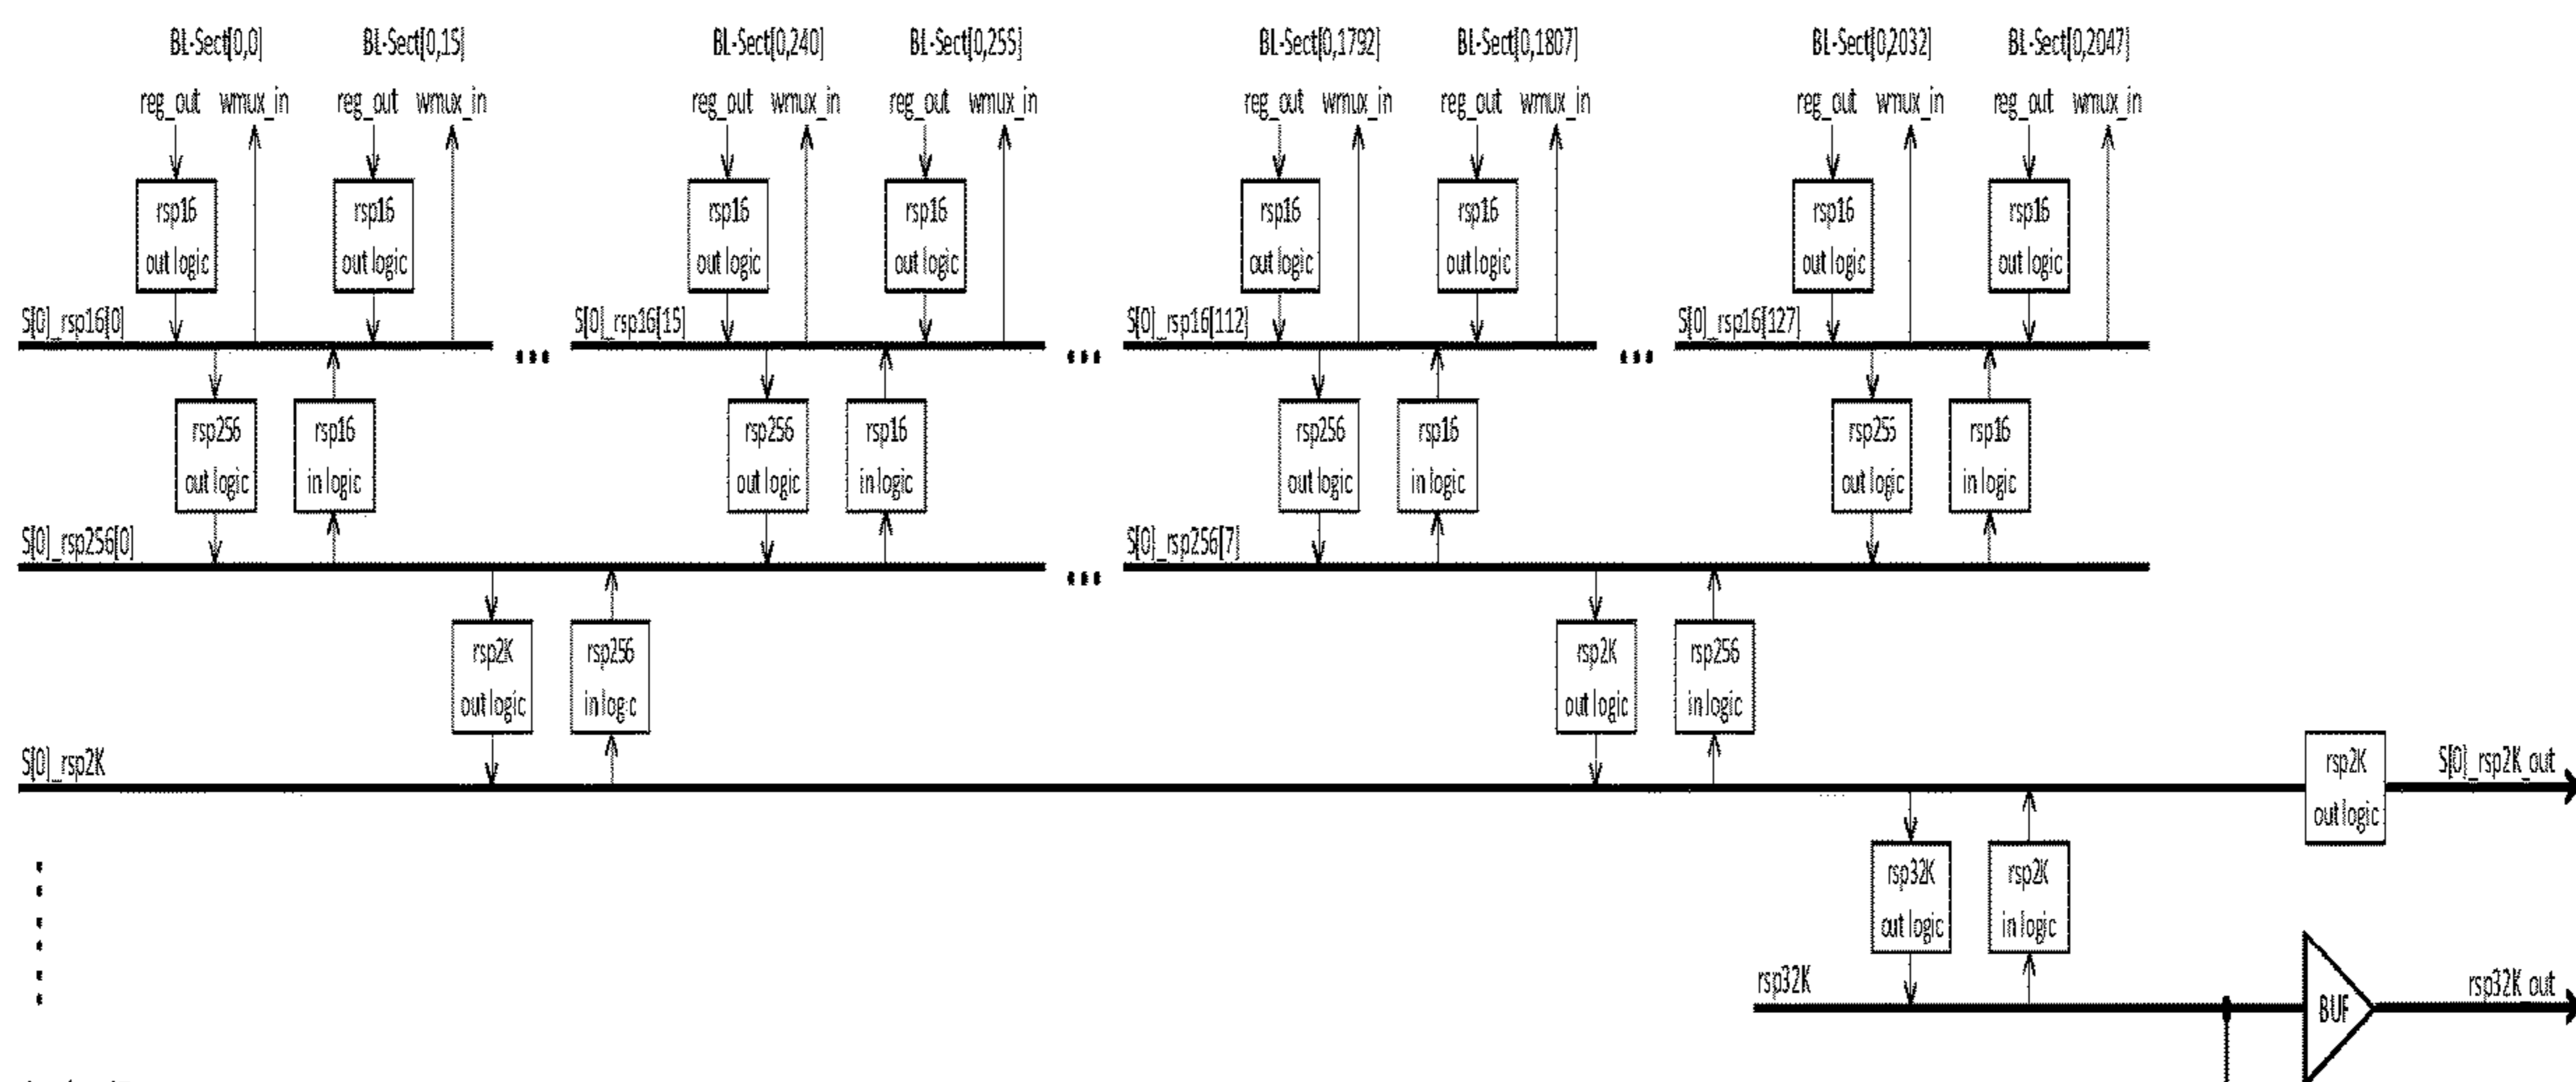 BL-Sect[0,0] BL-Sect[0,15] BL-Sect[0,240] BL-Sect[0,255] BL-Sect[0,1792] BL-Sect[0,1807] BL-Sect[0,2032] BL-Sect[0,2047]
reg_out wmux_in reg_out wmux_in reg_out wmux_in reg_out wmux_in reg_out wmux_in reg_out wmux_in reg_out wmux_in reg_out wmux_in
rsp16 rsp16 rsp16 rsp16 rsp16 rsp16 rsp16 rsp16
out logic out logic out logic out logic out logic out logic out logic out logic
S[0]_rsp16[0] S[0]_rsp16[15] S[0]_rsp16[112] S[0]_rsp16[127]
rsp256 rsp16 rsp256 rsp16 rsp256 rsp16 rsp256 rsp16
out logic in logic out logic in logic out logic in logic out logic in logic
S[0]_rsp256[0] S[0]_rsp256[7]
rsp2K rsp256 rsp2K rsp256
out logic in logic out logic in logic
S[0]_rsp2K rsp2K S[0]_rsp2K_out
out logic
rsp32K rsp2K
out logic in logic
rsp32K BUF rsp32K_out